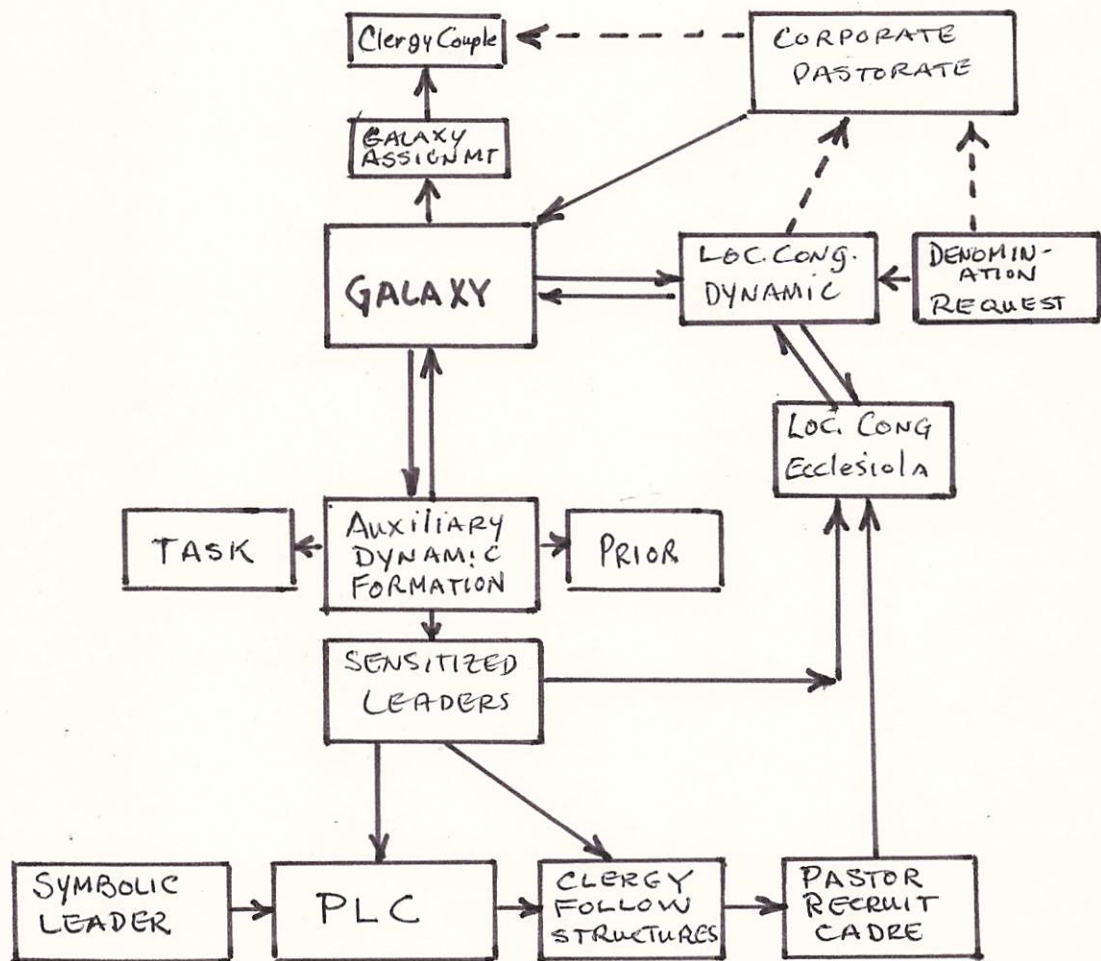 Clergy Couple
CORPORATE
PASTORATE
GALAXY
ASSIGNMT
GALAXY
LOC. CONG.
DYNAMIC
DENOMIN-
ATION
REQUEST
LOC. CONG
Ecclesiola
TASK
AUXILIARY
DYNAMIC
FORMATION
PRIOR
SENSITIZED
LEADERS
SYMBOLIC
LEADER
PLC
CLERGY
FOLLOW
STRUCTURES
PASTOR
RECRUIT
CADRE